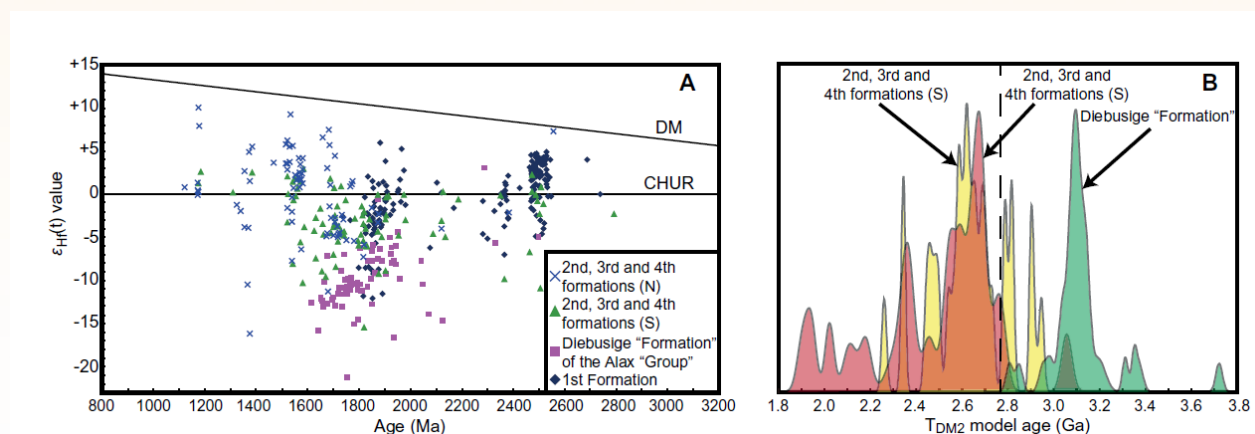 +15
+10
+5
0
-5
-10
-15
-20
εHf(t) value
A
DM
CHUR
2nd, 3rd and 4th
formations (N)
2nd, 3rd and 4th
formations (S)
Diebusige “Formation”
of the Alax “Group”
1st Formation
800 1000 1200 1400 1600 1800 2000 2200 2400 2600 2800 3000 3200
Age (Ma)
B
2nd, 3rd and
4th formations (S)
2nd, 3rd and
4th formations (S)
Diebusige “Formation”
1.8 2.0 2.2 2.4 2.6 2.8 3.0 3.2 3.4 3.6 3.8
TDM2 model age (Ga)